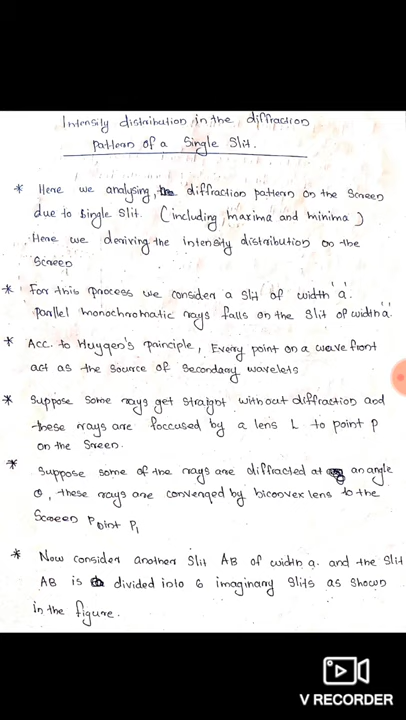 Intensity distribution in the diffraction
pattern of a Single Slit.
* Here we analysing, diffraction pattern on the Screen
due to Single Slit. (including maxima and minima)
Here we deriving the intensity distribution on the
Screen
* For this process we consider a slit of width 'a'.
parallel monochromatic rays falls on the slit of width 'a'.
* Acc. to Huygen's principle, Every point on a wave front
act as the source of Secondary wavelets
* Suppose some rays get straight without diffraction and
these rays are foccused by a lens L to point P
on the Screen.
* Suppose some of the rays are diffracted at an angle
θ, these rays are convenged by biconvex lens to the
Screen Point P₁
* Now consider another slit AB of width a. and the slit
AB is divided into 6 imaginary slits as shown
in the figure.
V RECORDER